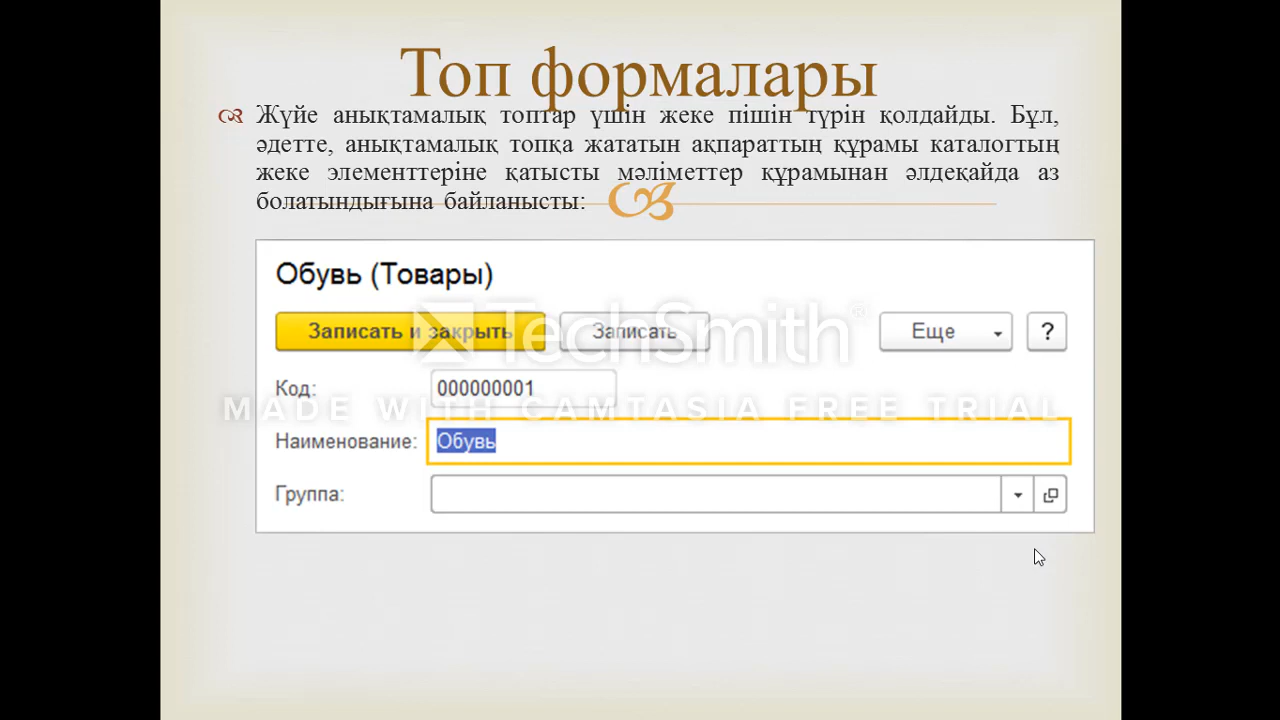 Топ формалары
Жүйе анықтамалық топтар үшін жеке пішін түрін қолдайды. Бұл,
әдетте, анықтамалық топқа жататын ақпараттың құрамы каталогтың
жеке элементтеріне қатысты мәліметтер құрамынан әлдеқайда аз
болатындығына байланысты:
Обувь (Товары)
Записать и закрыть Записать Еще ?
TechSmith®
Код: 000000001
MADE WITH CAMTASIA FREE TRIAL
Наименование: Обувь
Группа: